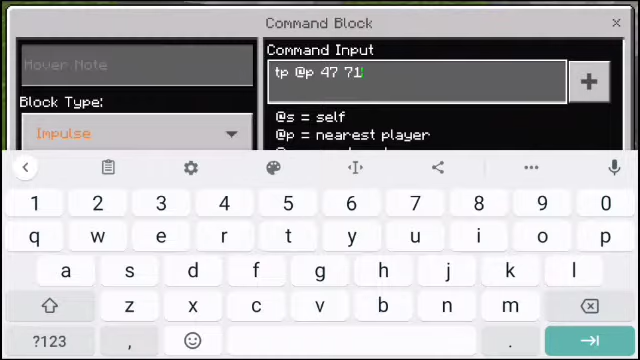 Command Block
Command Input
Hover Note
tp @p 47 71
Block Type:
@s = self
Impulse
@p = nearest player
1 2 3 4 5 6 7 8 9 0
q w e r t y u i o p
a s d f g h j k l
z x c v b n m
?123 , .